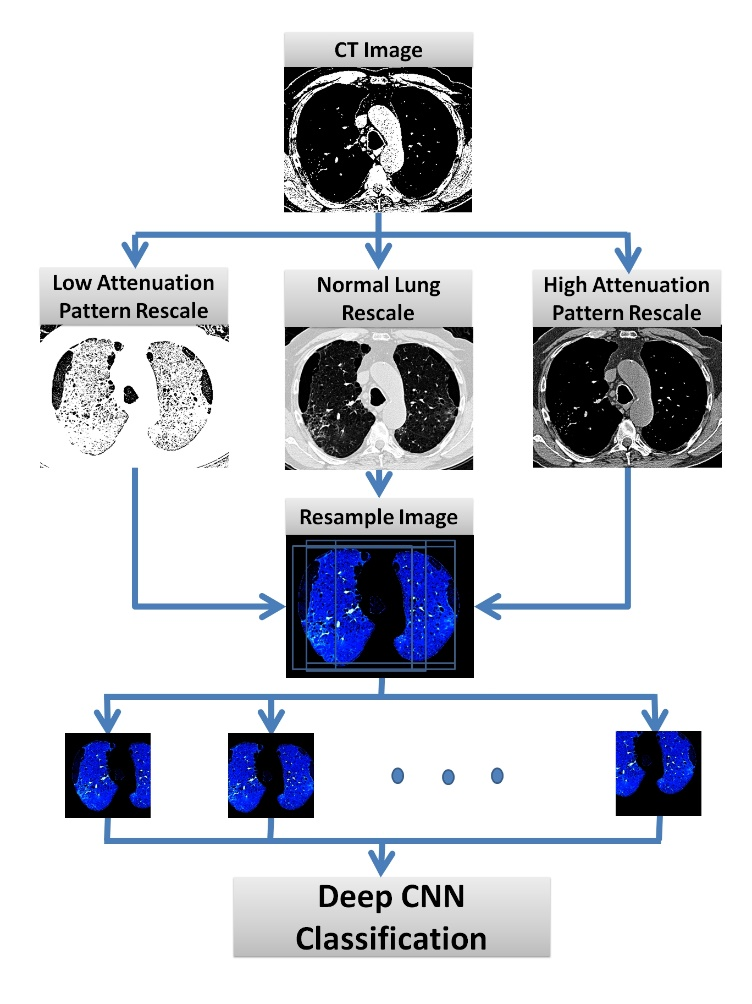 CT Image
Low Attenuation
Pattern Rescale
Normal Lung
Rescale
High Attenuation
Pattern Rescale
Resample Image
Deep CNN
Classification